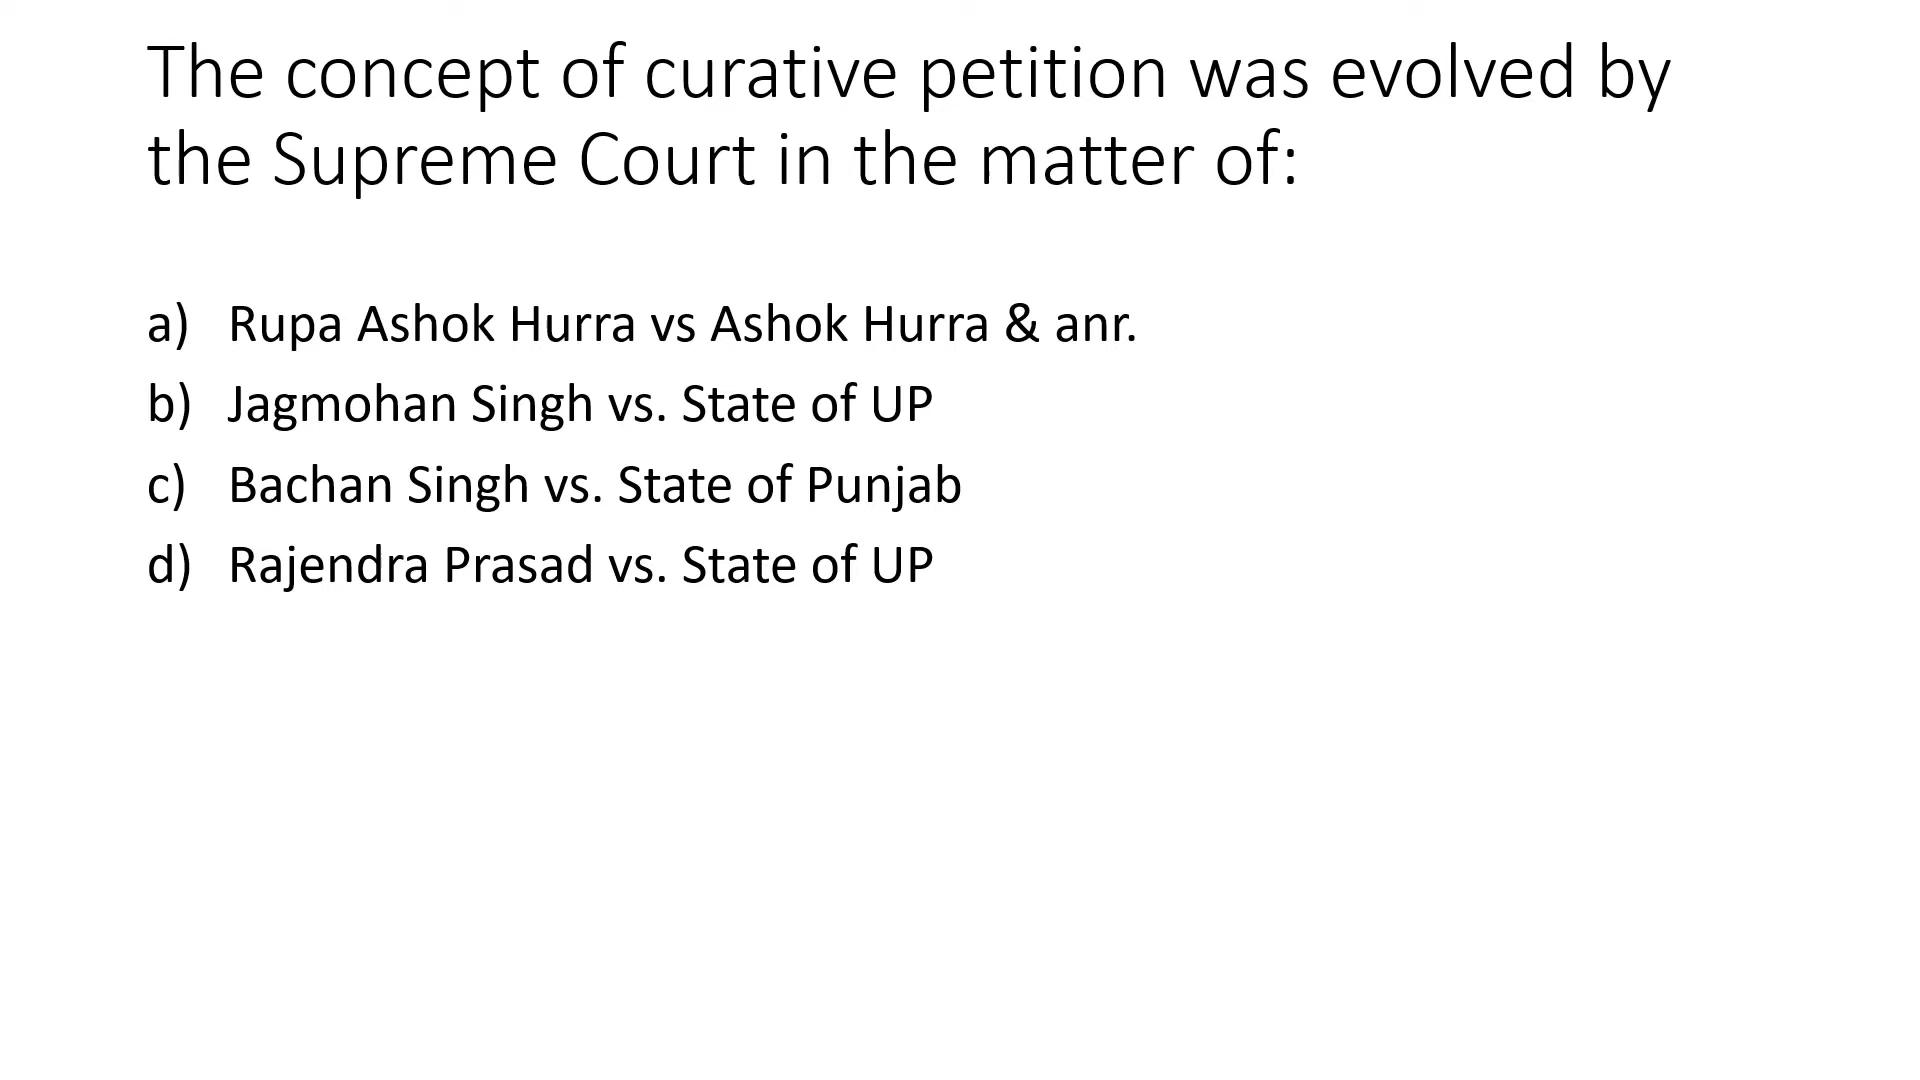 The concept of curative petition was evolved by
the Supreme Court in the matter of:
a) Rupa Ashok Hurra vs Ashok Hurra & anr.
b) Jagmohan Singh vs. State of UP
c) Bachan Singh vs. State of Punjab
d) Rajendra Prasad vs. State of UP